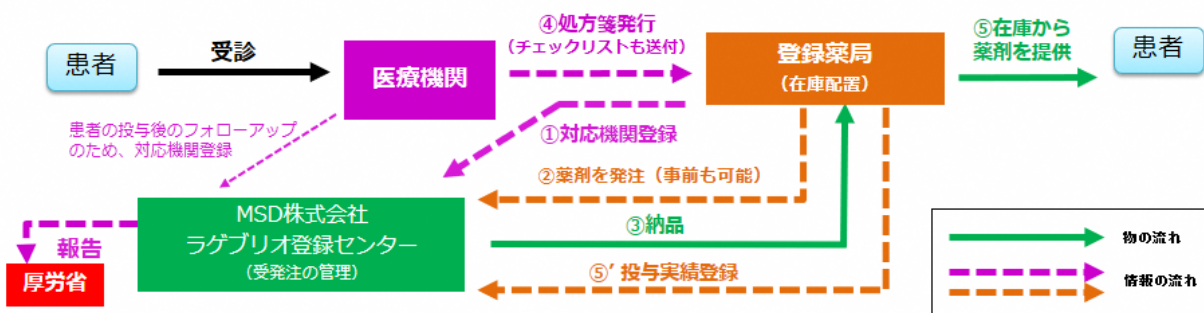 患者
受診
医療機関
④処方箋発行
(チェックリストも送付)
登録薬局
(在庫配置)
⑤在庫から
薬剤を提供
患者
患者の投与後のフォローアップ
のため、対応機関登録
①対応機関登録
②薬剤を発注(事前も可能)
MSD株式会社
ラゲブリオ登録センター
(受発注の管理)
③納品
⑤’投与実績登録
報告
厚労省
物の流れ
情報の流れ